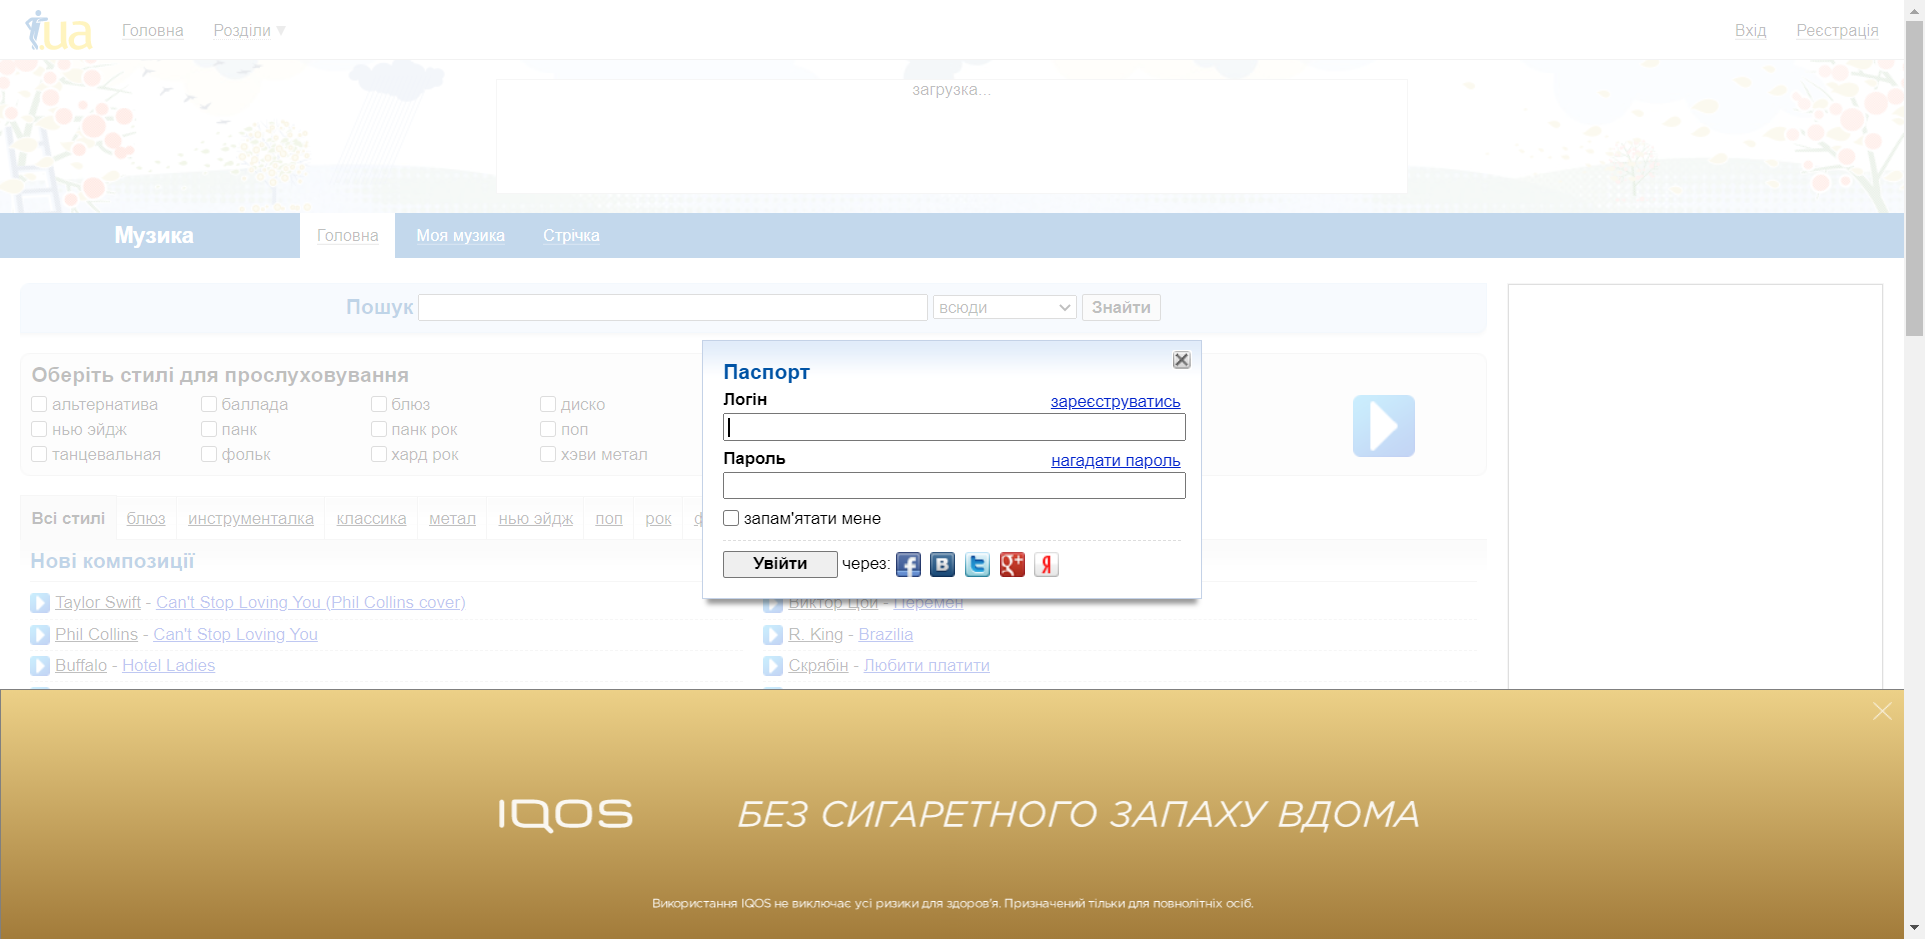 i.ua
Головна
Розділи ▼
Вхід
Реєстрація
загрузка...
Музика
Головна
Моя музика
Стрічка
Пошук
всюди
Знайти
Оберіть стилі для прослуховування
альтернатива
баллада
блюз
диско
нью эйдж
панк
панк рок
поп
танцевальная
фольк
хард рок
хэви метал
Паспорт
Логін
зареєструватись
Пароль
нагадати пароль
запам'ятати мене
Увійти
через:
Всі стилі
блюз
инструменталка
классика
метал
нью эйдж
поп
рок
Нові композиції
Taylor Swift - Can't Stop Loving You (Phil Collins cover)
Виктор Цой - Перемен
Phil Collins - Can't Stop Loving You
R. King - Brazilia
Buffalo - Hotel Ladies
Скрябін - Любити платити
IQOS
БЕЗ СИГАРЕТНОГО ЗАПАХУ ВДОМА
Використання IQOS не виключає усі ризики для здоров'я. Призначений тільки для повнолітніх осіб.